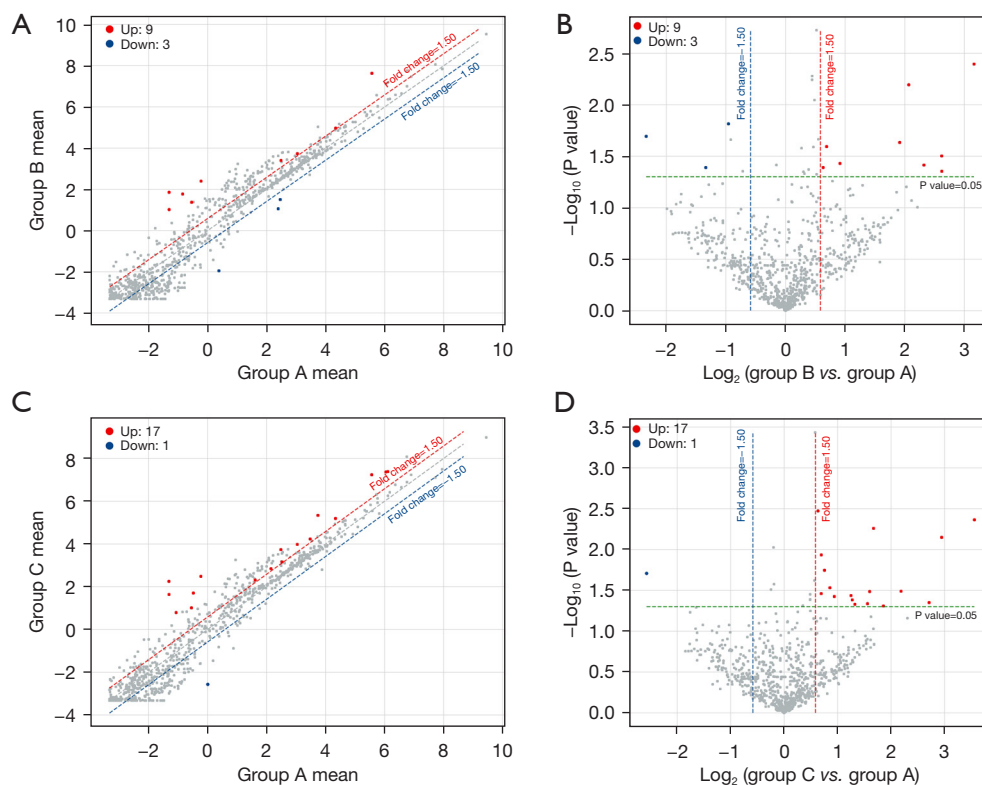 A
Up: 9
Down: 3
Fold change=1.50
Fold change=−1.50
10
8
6
4
2
0
−2
−4
Group B mean
−2 0 2 4 6 8 10
Group A mean
B
Up: 9
Down: 3
Fold change=−1.50
Fold change=1.50
P value=0.05
2.5
2.0
1.5
1.0
0.5
0.0
−Log10 (P value)
−2 −1 0 1 2 3
Log2 (group B vs. group A)
C
Up: 17
Down: 1
Fold change=1.50
Fold change=−1.50
8
6
4
2
0
−2
−4
Group C mean
−2 0 2 4 6 8 10
Group A mean
D
Up: 17
Down: 1
Fold change=−1.50
Fold change=1.50
P value=0.05
3.5
3.0
2.5
2.0
1.5
1.0
0.5
0.0
−Log10 (P value)
−2 −1 0 1 2 3
Log2 (group C vs. group A)